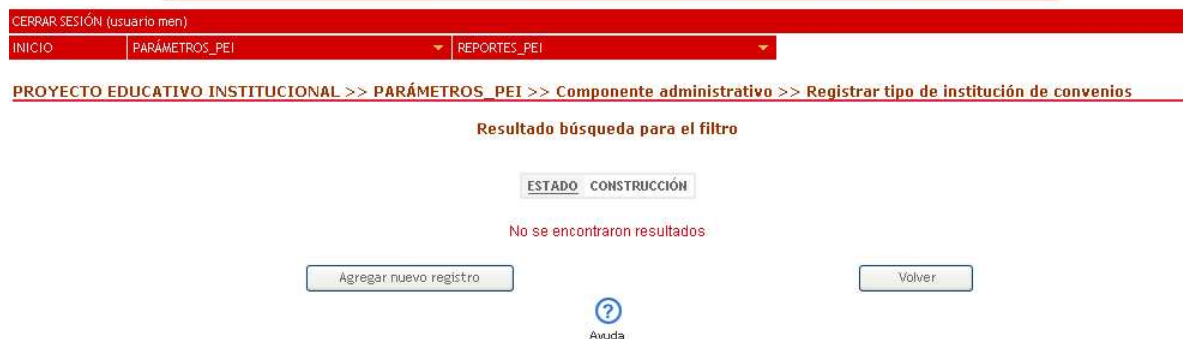 CERRAR SESIÓN (usuario men)
INICIO PARÁMETROS_PEI REPORTES_PEI
PROYECTO EDUCATIVO INSTITUCIONAL >> PARÁMETROS_PEI >> Componente administrativo >> Registrar tipo de institución de convenios
Resultado búsqueda para el filtro
ESTADO CONSTRUCCIÓN
No se encontraron resultados
Agregar nuevo registro Volver
Ayuda